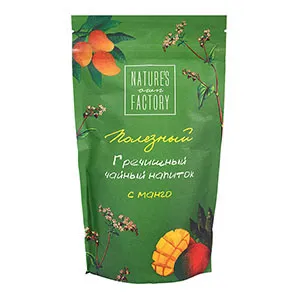 NATURE'S
own
FACTORY
Полезный
Гречишный
чайный напиток
с манго